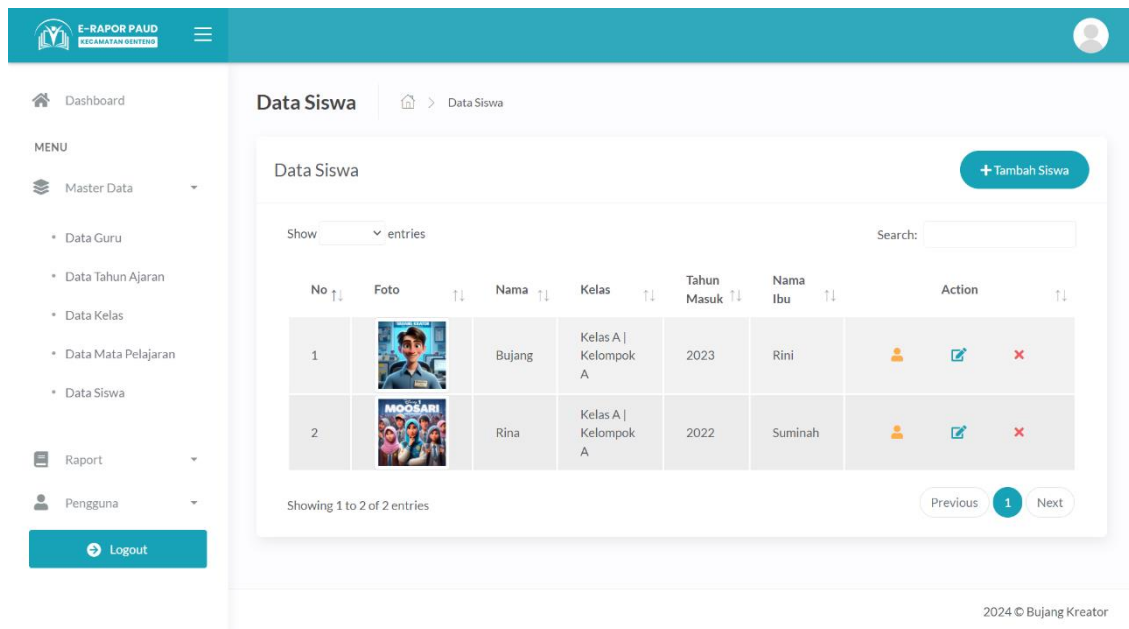 E-RAPOR PAUD
KECAMATAN GENTENG
Dashboard
MENU
Master Data
Data Guru
Data Tahun Ajaran
Data Kelas
Data Mata Pelajaran
Data Siswa
Raport
Pengguna
Logout
Data Siswa > Data Siswa
Data Siswa
+ Tambah Siswa
Show entries
Search:
No Foto Nama Kelas Tahun Masuk Nama Ibu Action
1 Bujang Kelas A | Kelompok A 2023 Rini
MOOSARI
2 Rina Kelas A | Kelompok A 2022 Suminah
Showing 1 to 2 of 2 entries
Previous 1 Next
2024 © Bujang Kreator